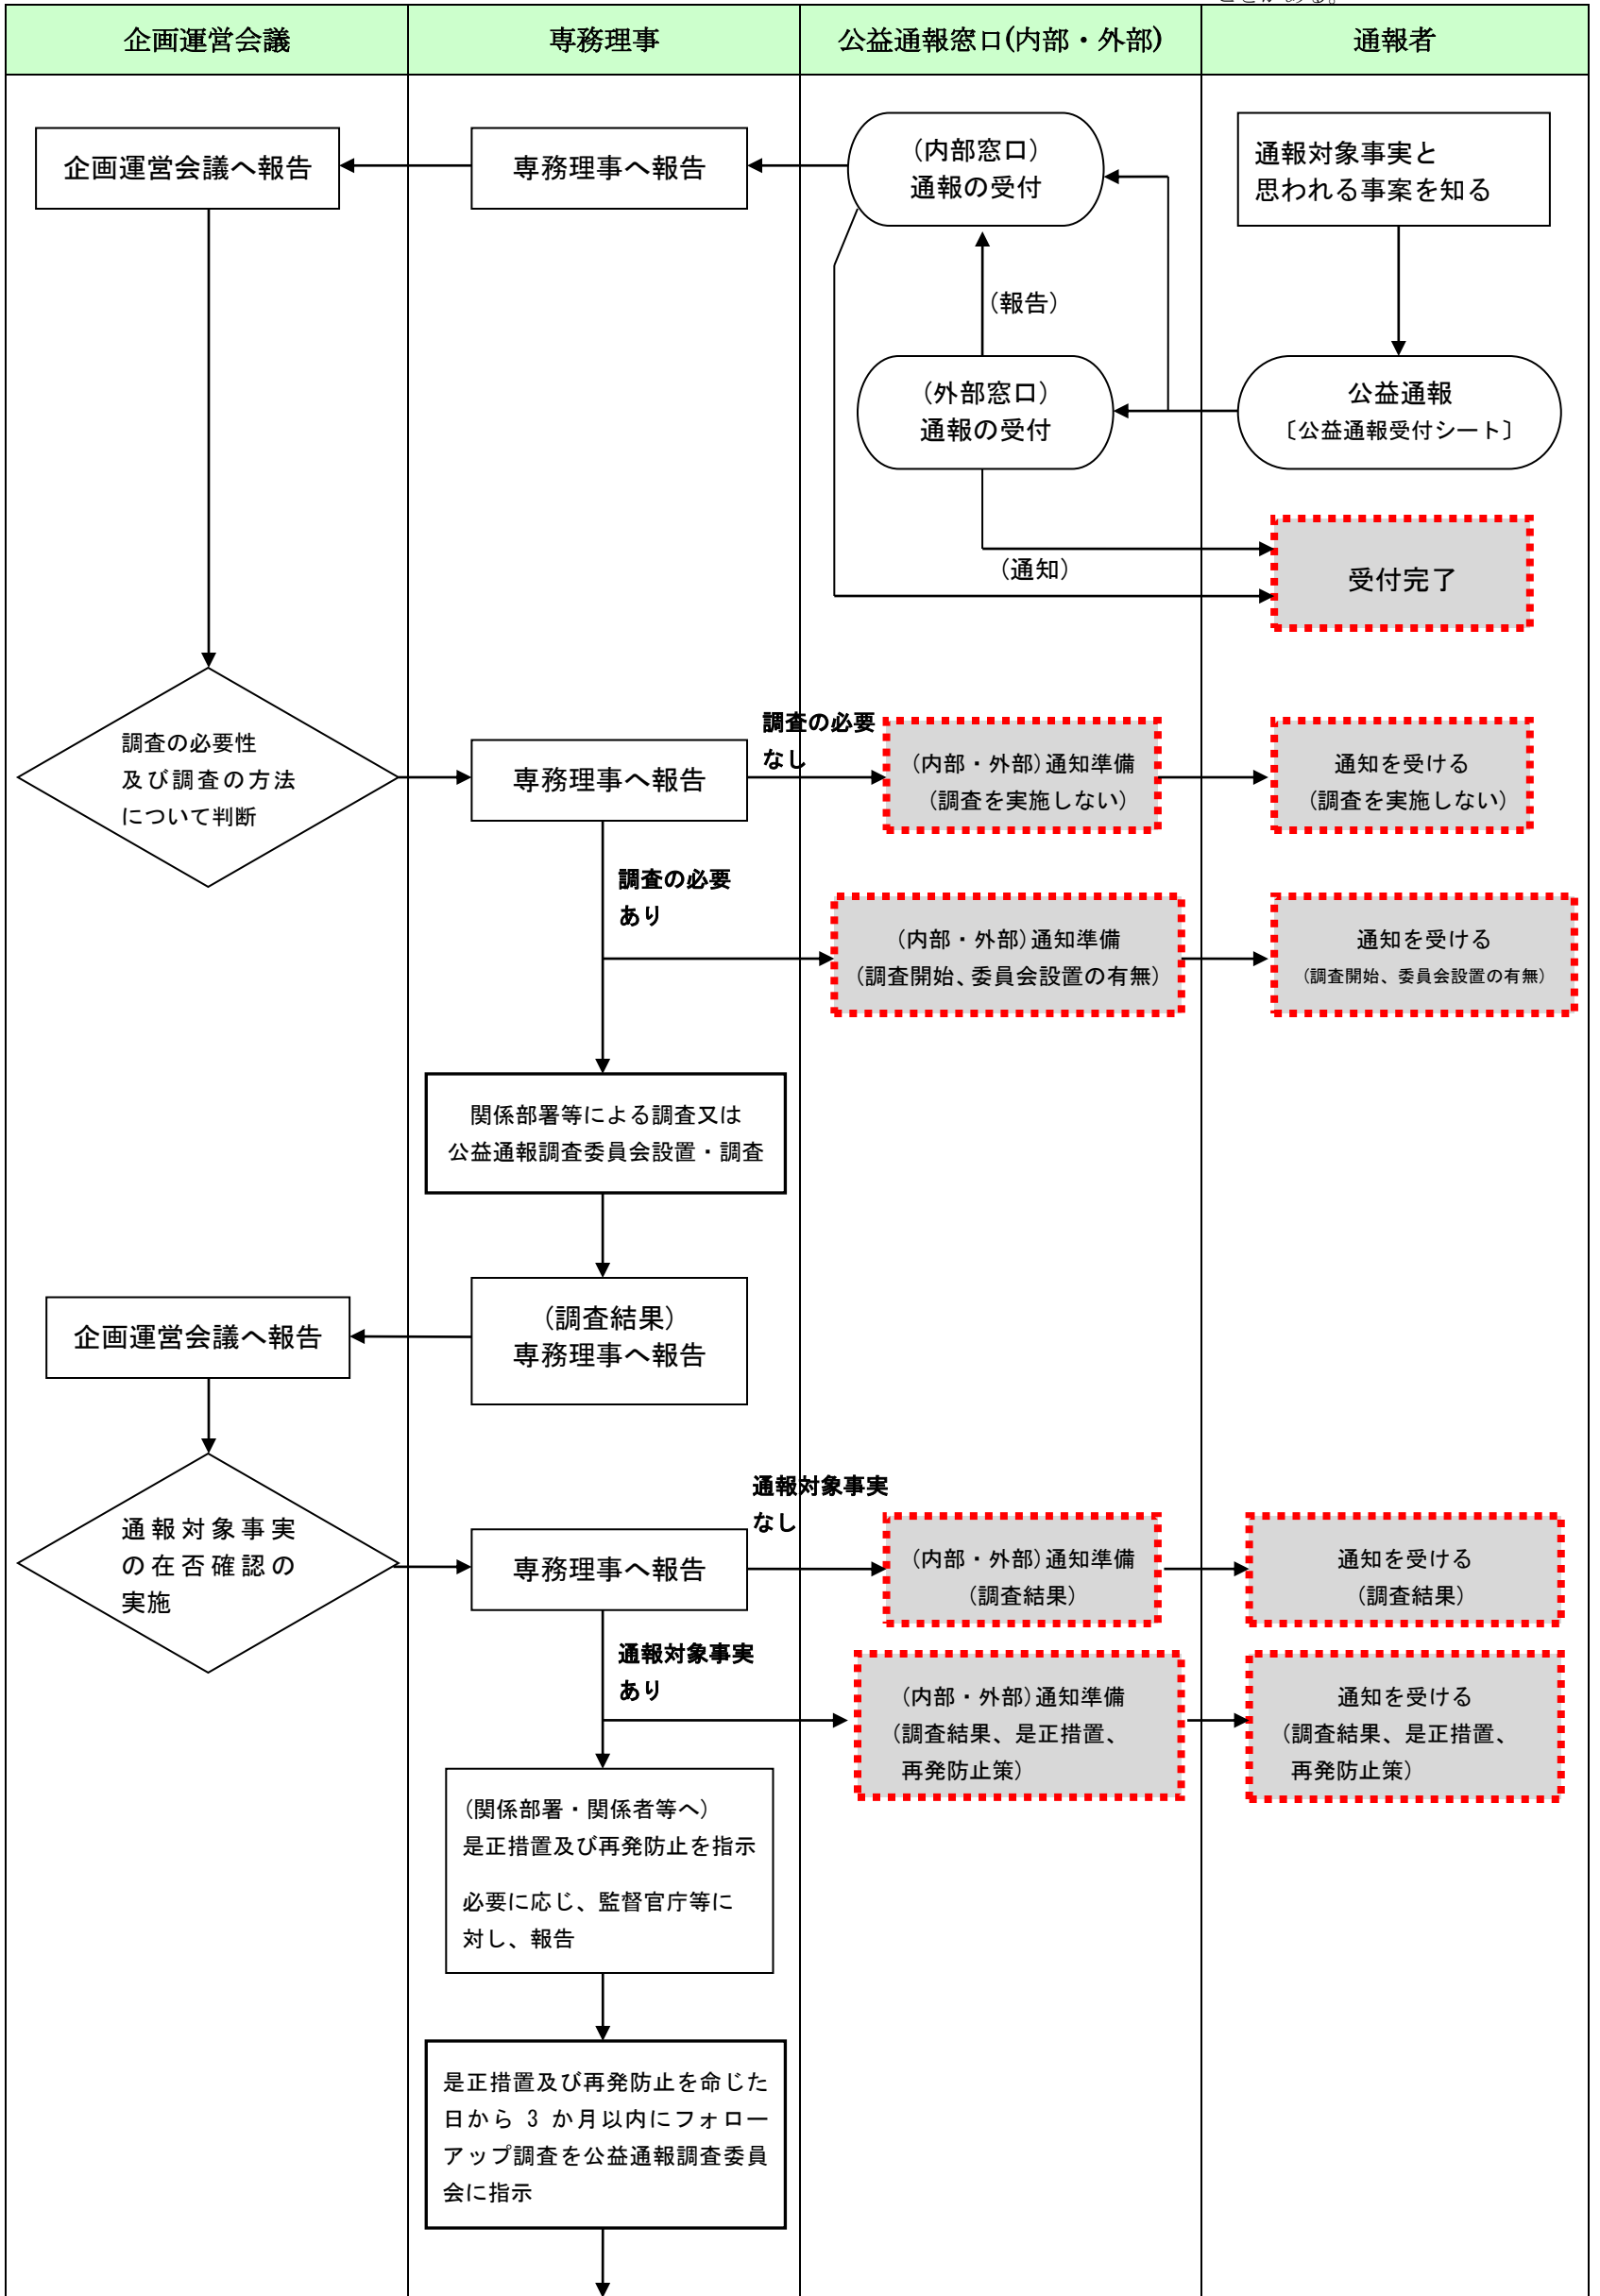 ことがある。
企画運営会議
専務理事
公益通報窓口(内部・外部)
通報者
企画運営会議へ報告
専務理事へ報告
（内部窓口）
通報の受付
通報対象事実と
思われる事案を知る
（報告）
（外部窓口）
通報の受付
公益通報
〔公益通報受付シート〕
（通知）
受付完了
調査の必要性
及び調査の方法
について判断
専務理事へ報告
調査の必要
なし
（内部・外部）通知準備
（調査を実施しない）
通知を受ける
（調査を実施しない）
調査の必要
あり
（内部・外部）通知準備
（調査開始、委員会設置の有無）
通知を受ける
（調査開始、委員会設置の有無）
関係部署等による調査又は
公益通報調査委員会設置・調査
企画運営会議へ報告
（調査結果）
専務理事へ報告
通報対象事実
の在否確認の
実施
専務理事へ報告
通報対象事実
なし
（内部・外部）通知準備
（調査結果）
通知を受ける
（調査結果）
通報対象事実
あり
（内部・外部）通知準備
（調査結果、是正措置、
再発防止策）
通知を受ける
（調査結果、是正措置、
再発防止策）
（関係部署・関係者等へ）
是正措置及び再発防止を指示
必要に応じ、監督官庁等に
対し、報告
是正措置及び再発防止を命じた
日から 3 か月以内にフォロー
アップ調査を公益通報調査委員
会に指示